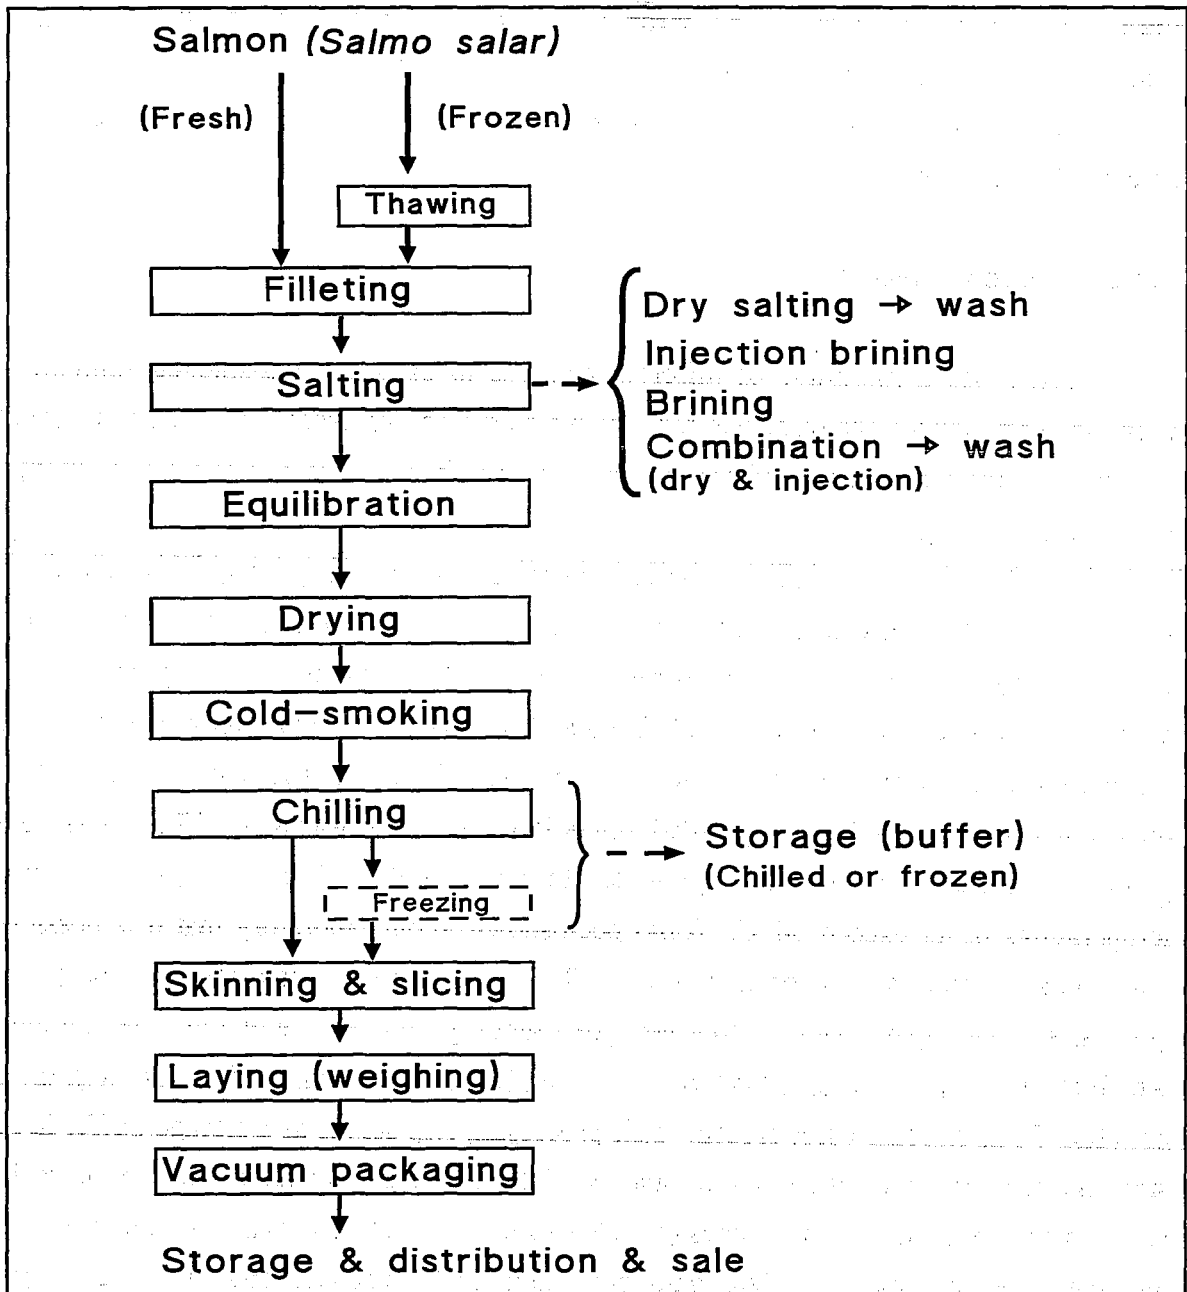 Salmon (Salmo salar)
(Fresh)
(Frozen)
Thawing
Filleting
Salting
Dry salting → wash
Injection brining
Brining
Combination → wash
(dry & injection)
Equilibration
Drying
Cold-smoking
Chilling
Freezing
Storage (buffer)
(Chilled or frozen)
Skinning & slicing
Laying (weighing)
Vacuum packaging
Storage & distribution & sale